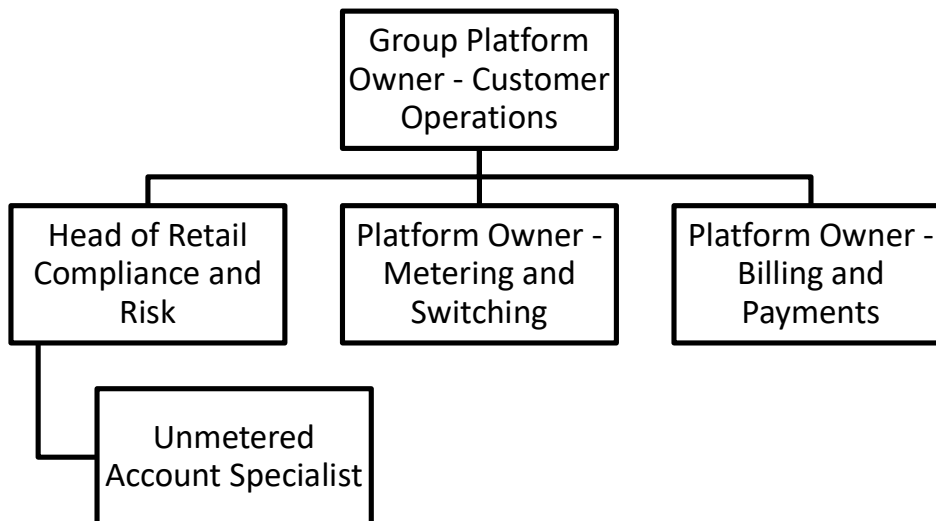 Group Platform
Owner - Customer
Operations
Head of Retail
Compliance and
Risk
Platform Owner -
Metering and
Switching
Platform Owner -
Billing and
Payments
Unmetered
Account Specialist